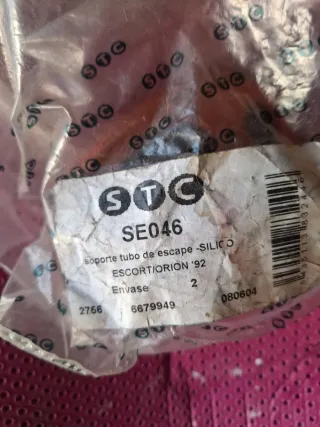 STC
SE046
soporte tubo de escape -SILICO
ESCORT/ORION '92
Envase 2
2756 6679949 080604